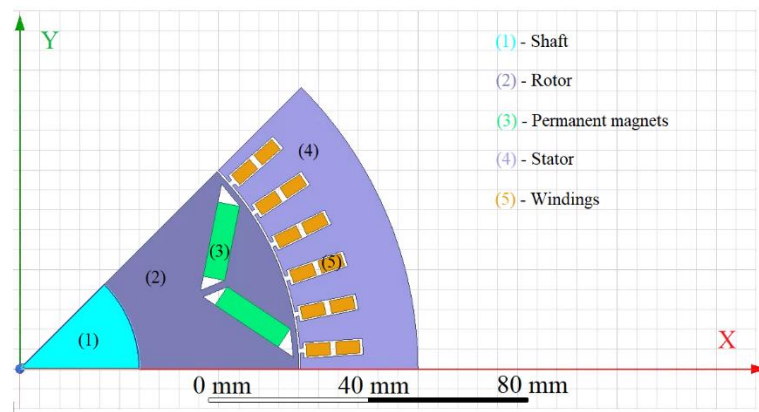 Y
(1) - Shaft
(2) - Rotor
(3) - Permanent magnets
(4) - Stator
(5) - Windings
(4)
(3)
(5)
(2)
(1)
X
0 mm 40 mm 80 mm